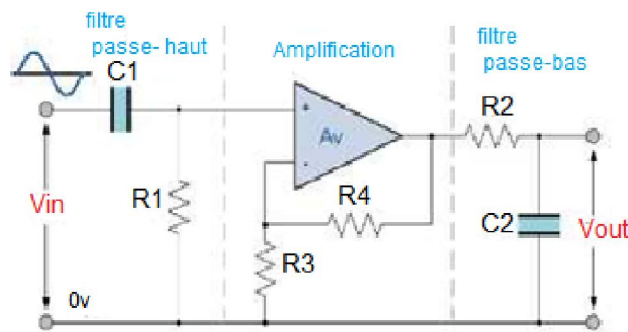 filtre
passe-haut
Amplification
filtre
passe-bas
C1
R2
+
Av
-
R4
R1
Vin
C2
Vout
R3
0v